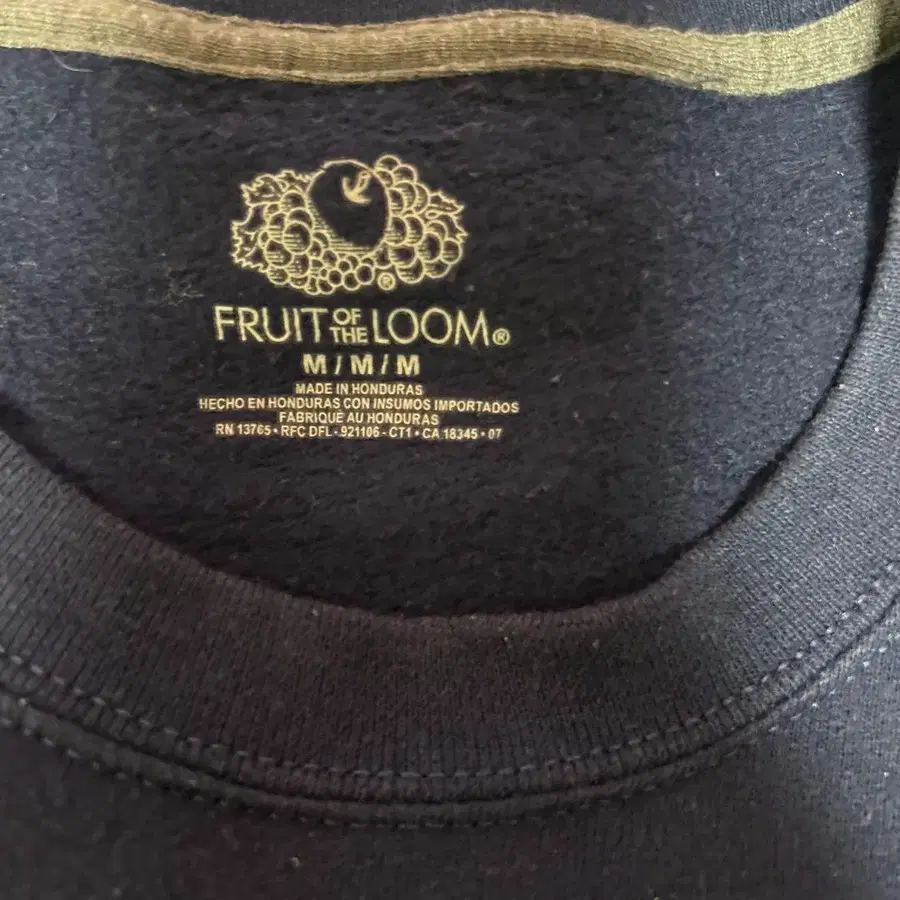 ®
FRUIT OF THE LOOM®
M / M / M
MADE IN HONDURAS
HECHO EN HONDURAS CON INSUMOS IMPORTADOS
FABRIQUÉ AU HONDURAS
RN 13765 • RFC DFL - 921106 - CT1 • CA 18345 • 07